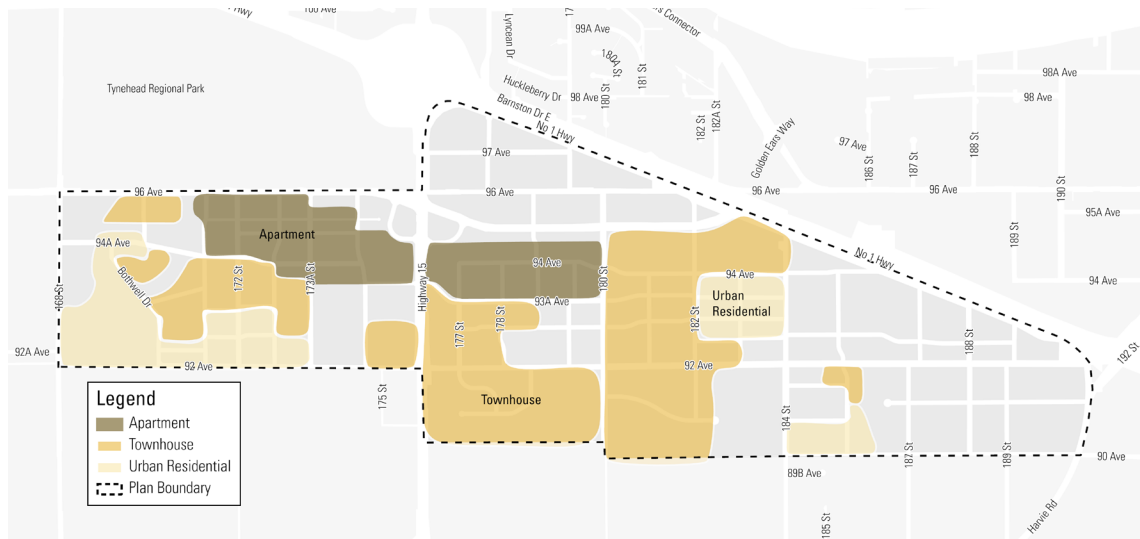 1 Hwy
Lyncean Dr
17
99A Ave
s Connector
180A St
181 St
98A Ave
Tynehead Regional Park
Huckleberry Dr
98 Ave
180 St
98 Ave
Barnston Dr E
No 1 Hwy
182 St
182A St
Golden Ears Way
97 Ave
186 St
187 St
188 St
97 Ave
96 Ave
96 Ave
96 Ave
96 Ave
190 St
95A Ave
Apartment
94A Ave
189 St
No 1 Hwy
Bothwell Dr
172 St
173A St
Highway 15
94 Ave
180 St
94 Ave
94 Ave
168 St
93A Ave
Urban
Residential
177 St
178 St
182 St
188 St
92A Ave
92 Ave
92 Ave
192 St
175 St
Townhouse
184 St
Legend
Apartment
Townhouse
Urban Residential
Plan Boundary
187 St
189 St
90 Ave
89B Ave
185 St
Harvie Rd